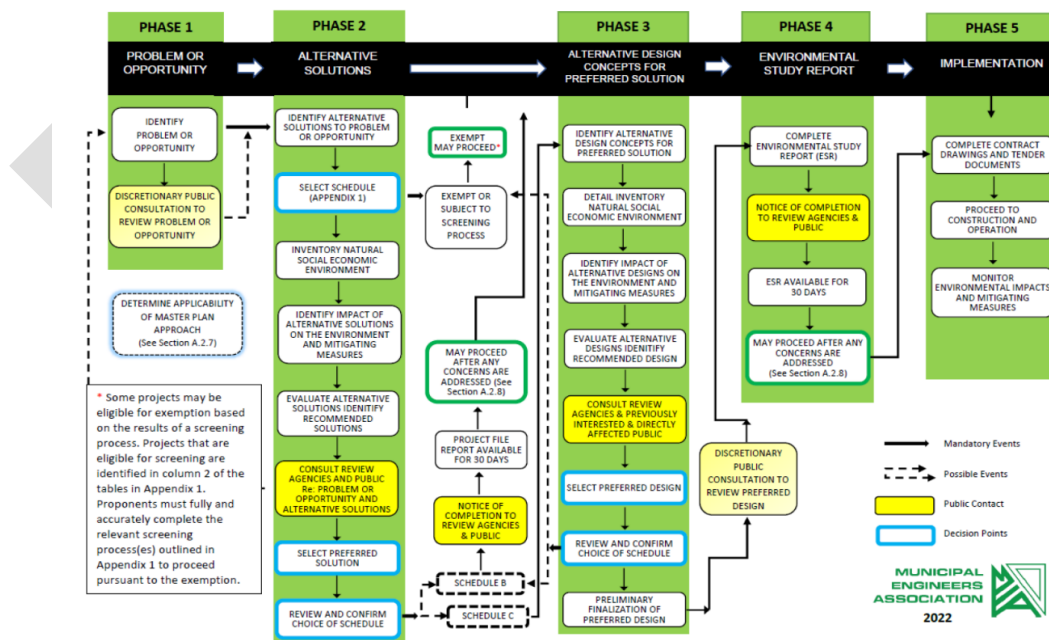 PHASE 1
PROBLEM OR
OPPORTUNITY
IDENTIFY
PROBLEM OR
OPPORTUNITY
DISCRETIONARY PUBLIC
CONSULTATION TO
REVIEW PROBLEM OR
OPPORTUNITY
DETERMINE APPLICABILITY
OF MASTER PLAN
APPROACH
(See Section A.2.7)
* Some projects may be
eligible for exemption based
on the results of a screening
process. Projects that are
eligible for screening are
identified in column 2 of the
tables in Appendix 1.
Proponents must fully and
accurately complete the
relevant screening
process(es) outlined in
Appendix 1 to proceed
pursuant to the exemption.
PHASE 2
ALTERNATIVE
SOLUTIONS
IDENTIFY ALTERNATIVE
SOLUTIONS TO PROBLEM
OR OPPORTUNITY
SELECT SCHEDULE
(APPENDIX 1)
INVENTORY NATURAL
SOCIAL ECONOMIC
ENVIRONMENT
IDENTIFY IMPACT OF
ALTERNATIVE SOLUTIONS
ON THE ENVIRONMENT
AND MITIGATING
MEASURES
EVALUATE ALTERNATIVE
SOLUTIONS IDENTIFY
RECOMMENDED
SOLUTIONS
CONSULT REVIEW
AGENCIES AND PUBLIC
Re: PROBLEM OR
OPPORTUNITY AND
ALTERNATIVE SOLUTIONS
SELECT PREFERRED
SOLUTION
REVIEW AND CONFIRM
CHOICE OF SCHEDULE
EXEMPT
MAY PROCEED*
EXEMPT OR
SUBJECT TO
SCREENING
PROCESS
MAY PROCEED
AFTER ANY
CONCERNS ARE
ADDRESSED (See
Section A.2.8)
PROJECT FILE
REPORT AVAILABLE
FOR 30 DAYS
NOTICE OF
COMPLETION TO
REVIEW AGENCIES
& PUBLIC
SCHEDULE B
SCHEDULE C
PHASE 3
ALTERNATIVE DESIGN
CONCEPTS FOR
PREFERRED SOLUTION
IDENTIFY ALTERNATIVE
DESIGN CONCEPTS FOR
PREFERRED SOLUTION
DETAIL INVENTORY
NATURAL SOCIAL
ECONOMIC ENVIRONMENT
IDENTIFY IMPACT OF
ALTERNATIVE DESIGNS ON
THE ENVIRONMENT AND
MITIGATING MEASURES
EVALUATE ALTERNATIVE
DESIGNS IDENITIFY
RECOMMENDED DESIGN
CONSULT REVIEW
AGENCIES & PREVIOUSLY
INTERESTED & DIRECTLY
AFFECTED PUBLIC
SELECT PREFERRED DESIGN
REVIEW AND CONFIRM
CHOICE OF SCHEDULE
PRELIMINARY
FINALIZATION OF
PREFERRED DESIGN
DISCRETIONARY
PUBLIC
CONSULTATION TO
REVIEW PREFERRED
DESIGN
PHASE 4
ENVIRONMENTAL
STUDY REPORT
COMPLETE
ENVIRONMENTAL STUDY
REPORT (ESR)
NOTICE OF COMPLETION
TO REVIEW AGENCIES &
PUBLIC
ESR AVAILABLE FOR
30 DAYS
MAY PROCEED AFTER ANY
CONCERNS ARE ADDRESSED
(See Section A.2.8)
PHASE 5
IMPLEMENTATION
COMPLETE CONTRACT
DRAWINGS AND TENDER
DOCUMENTS
PROCEED TO
CONSTRUCTION AND
OPERATION
MONITOR
ENVIRONMENTAL IMPACTS
AND MITIGATING
MEASURES
Mandatory Events
Possible Events
Public Contact
Decision Points
MUNICIPAL
ENGINEERS
ASSOCIATION
2022